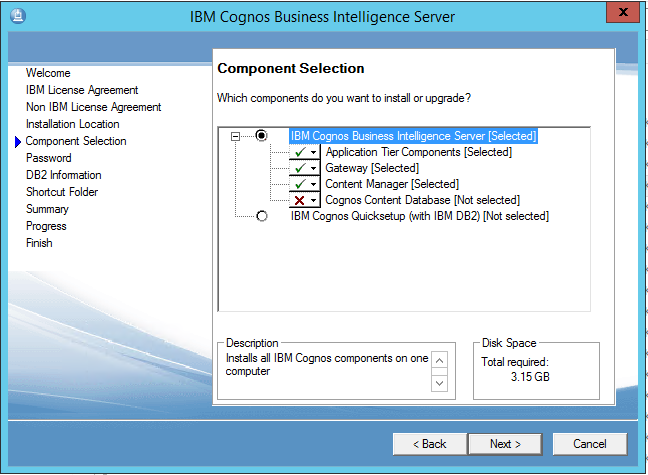 IBM Cognos Business Intelligence Server
x
Welcome
IBM License Agreement
Non IBM License Agreement
Installation Location
Component Selection
Password
DB2 Information
Shortcut Folder
Summary
Progress
Finish
Component Selection
Which components do you want to install or upgrade?
IBM Cognos Business Intelligence Server [Selected]
Application Tier Components [Selected]
Gateway [Selected]
Content Manager [Selected]
Cognos Content Database [Not selected]
IBM Cognos Quicksetup (with IBM DB2) [Not selected]
Description
Installs all IBM Cognos components on one
computer
Disk Space
Total required:
3.15 GB
< Back
Next >
Cancel